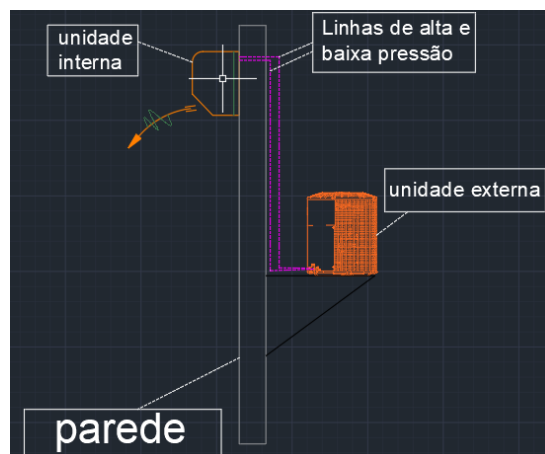 unidade
interna
Linhas de alta e
baixa pressão
unidade externa
parede